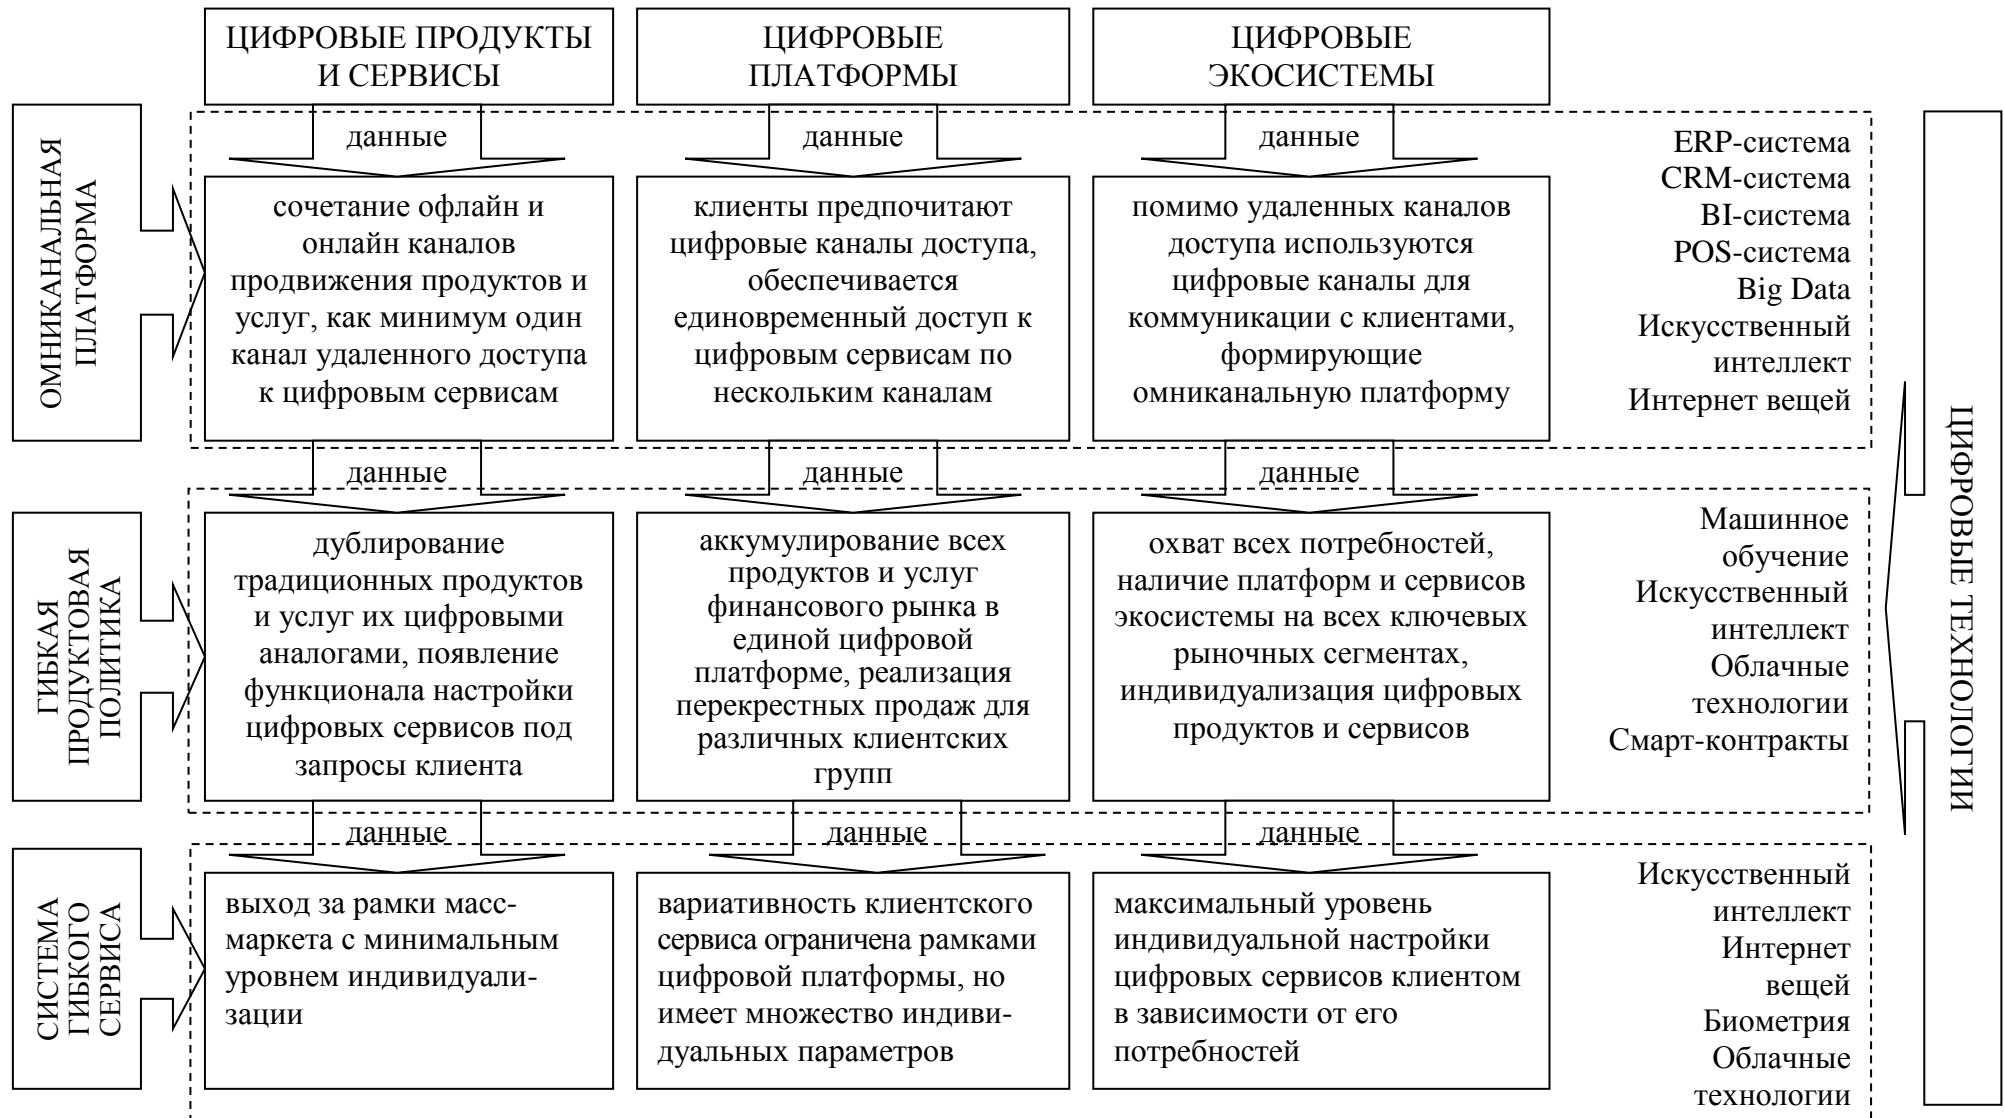 ЦИФРОВЫЕ ПРОДУКТЫ
И СЕРВИСЫ
ЦИФРОВЫЕ
ПЛАТФОРМЫ
ЦИФРОВЫЕ
ЭКОСИСТЕМЫ
ОМНИКАНАЛЬНАЯ
ПЛАТФОРМА
данные
данные
данные
сочетание офлайн и
онлайн каналов
продвижения продуктов и
услуг, как минимум один
канал удаленного доступа
к цифровым сервисам
клиенты предпочитают
цифровые каналы доступа,
обеспечивается
единовременный доступ к
цифровым сервисам по
нескольким каналам
помимо удаленных каналов
доступа используются
цифровые каналы для
коммуникации с клиентами,
формирующие
омниканальную платформу
ERP-система
CRM-система
BI-система
POS-система
Big Data
Искусственный
интеллект
Интернет вещей
ГИБКАЯ
ПРОДУКТОВАЯ
ПОЛИТИКА
данные
данные
данные
дублирование
традиционных продуктов
и услуг их цифровыми
аналогами, появление
функционала настройки
цифровых сервисов под
запросы клиента
аккумулирование всех
продуктов и услуг
финансового рынка в
единой цифровой
платформе, реализация
перекрестных продаж для
различных клиентских
групп
охват всех потребностей,
наличие платформ и сервисов
экосистемы на всех ключевых
рыночных сегментах,
индивидуализация цифровых
продуктов и сервисов
Машинное
обучение
Искусственный
интеллект
Облачные
технологии
Смарт-контракты
СИСТЕМА
ГИБКОГО
СЕРВИСА
данные
данные
данные
выход за рамки масс-
маркета с минимальным
уровнем индивидуали-
зации
вариативность клиентского
сервиса ограничена рамками
цифровой платформы, но
имеет множество индиви-
дуальных параметров
максимальный уровень
индивидуальной настройки
цифровых сервисов клиентом
в зависимости от его
потребностей
Искусственный
интеллект
Интернет
вещей
Биометрия
Облачные
технологии
ЦИФРОВЫЕ ТЕХНОЛОГИИ